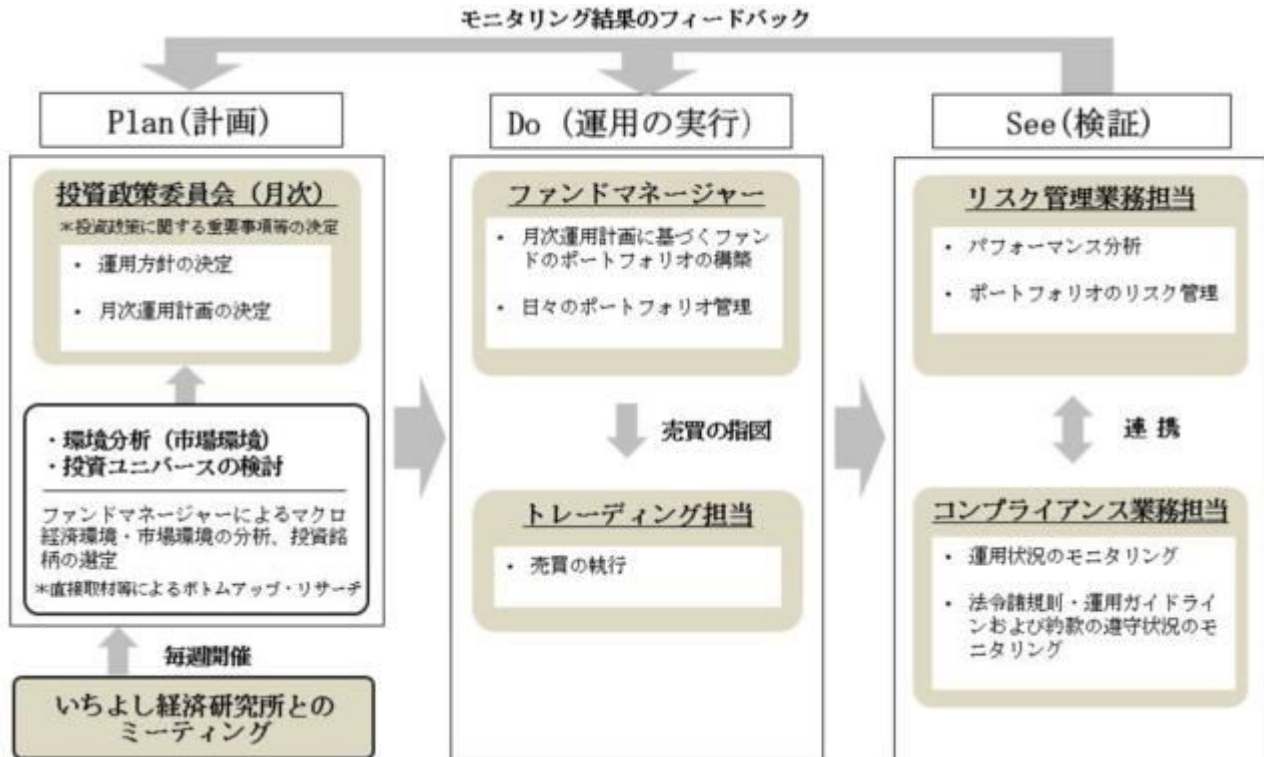 モニタリング結果のフィードバック
Plan(計画)
投資政策委員会（月次）
＊投資政策に関する重要事項等の決定
・ 運用方針の決定
・ 月次運用計画の決定
・環境分析（市場環境）
・投資ユニバースの検討
ファンドマネージャーによるマクロ
経済環境・市場環境の分析、投資銘
柄の選定
＊直接取材等によるボトムアップ・リサーチ
毎週開催
いちよし経済研究所との
ミーティング
Do（運用の実行）
ファンドマネージャー
・ 月次運用計画に基づくファン
ドのポートフォリオの構築
・ 日々のポートフォリオ管理
売買の指図
トレーディング担当
・ 売買の執行
See(検証)
リスク管理業務担当
・ パフォーマンス分析
・ ポートフォリオのリスク管理
連 携
コンプライアンス業務担当
・ 運用状況のモニタリング
・ 法令諸規則・運用ガイドライ
ンおよび約款の遵守状況のモ
ニタリング